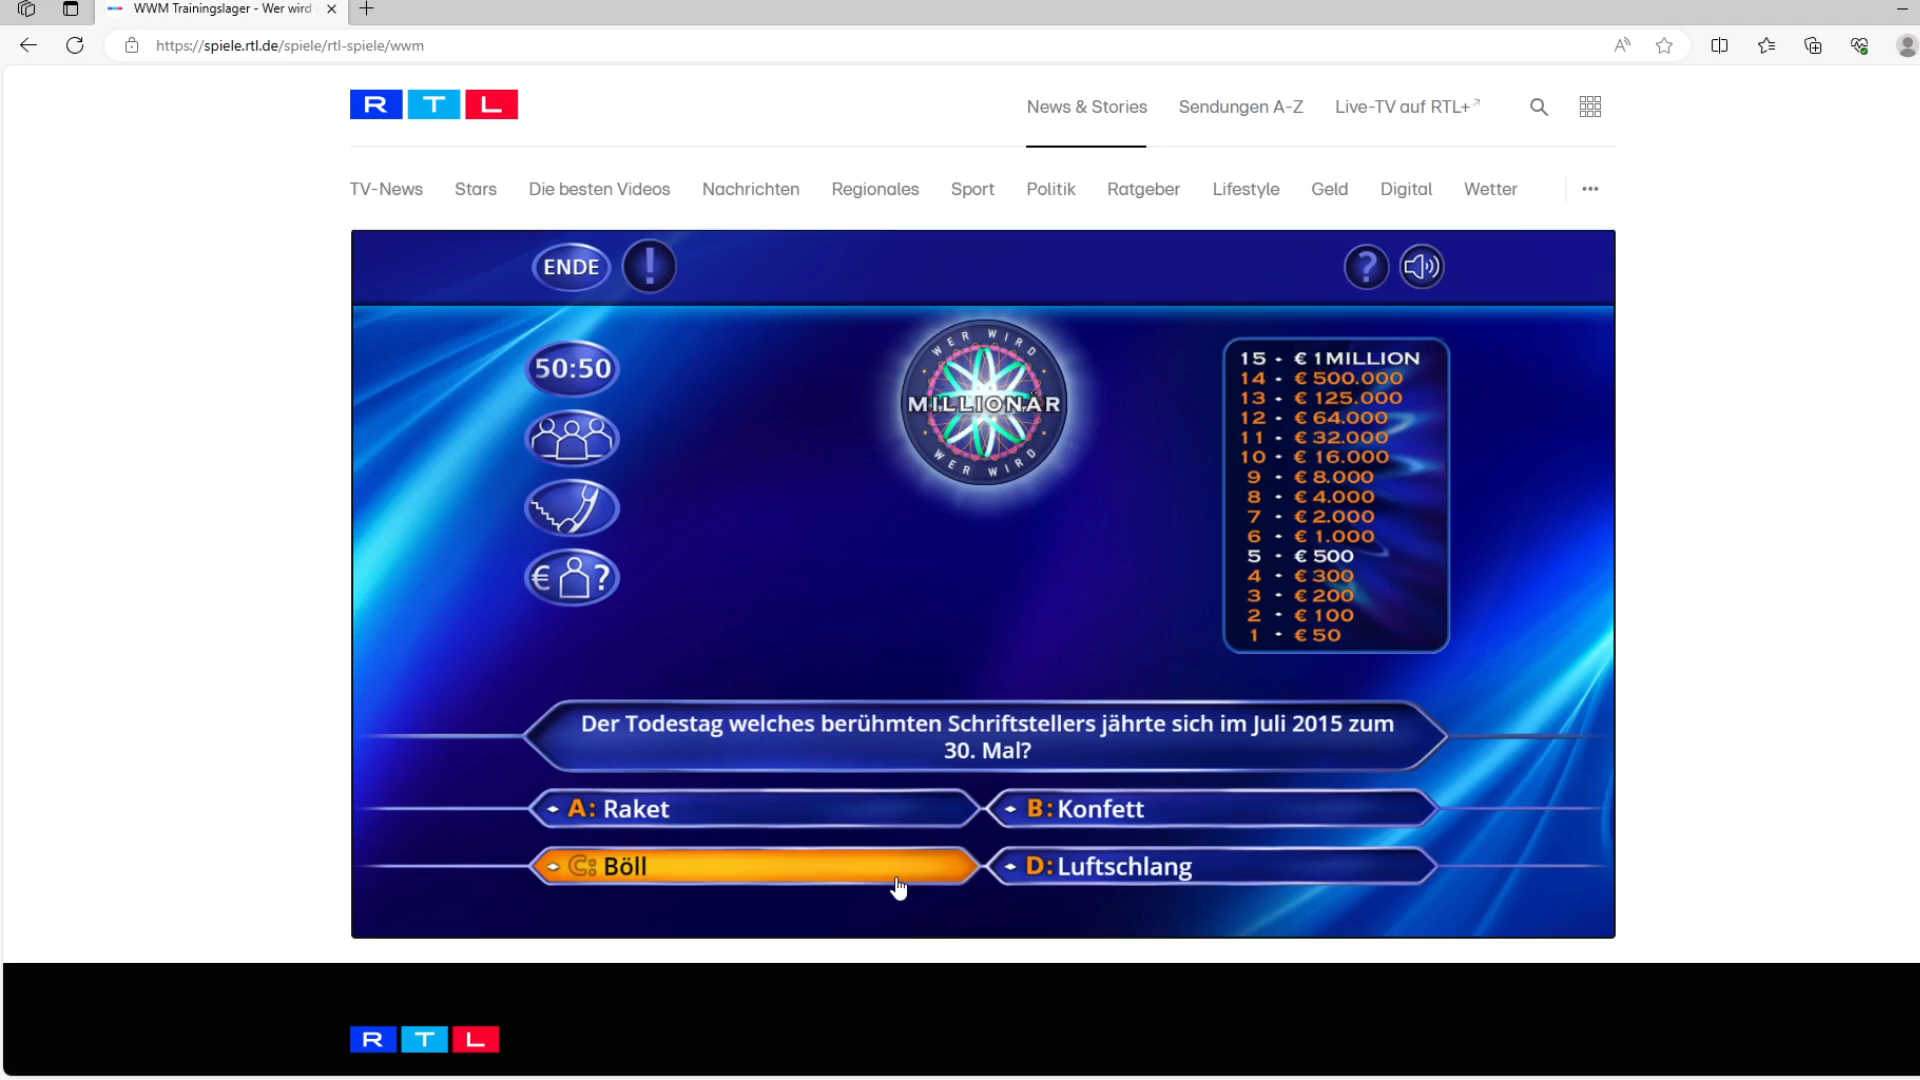 WWM Trainingslager - Wer wird
https://spiele.rtl.de/spiele/rtl-spiele/wwm
RTL
News & Stories
Sendungen A-Z
Live-TV auf RTL+
TV-News
Stars
Die besten Videos
Nachrichten
Regionales
Sport
Politik
Ratgeber
Lifestyle
Geld
Digital
Wetter
ENDE
!
?
50:50
€ ?
WER WIRD
MILLIONÄR
WER WIRD
15 • € 1 MILLION
14 • € 500.000
13 • € 125.000
12 • € 64.000
11 • € 32.000
10 • € 16.000
9 • € 8.000
8 • € 4.000
7 • € 2.000
6 • € 1.000
5 • € 500
4 • € 300
3 • € 200
2 • € 100
1 • € 50
Der Todestag welches berühmten Schriftstellers jährte sich im Juli 2015 zum
30. Mal?
A: Raket
B: Konfett
C: Böll
D: Luftschlang
RTL